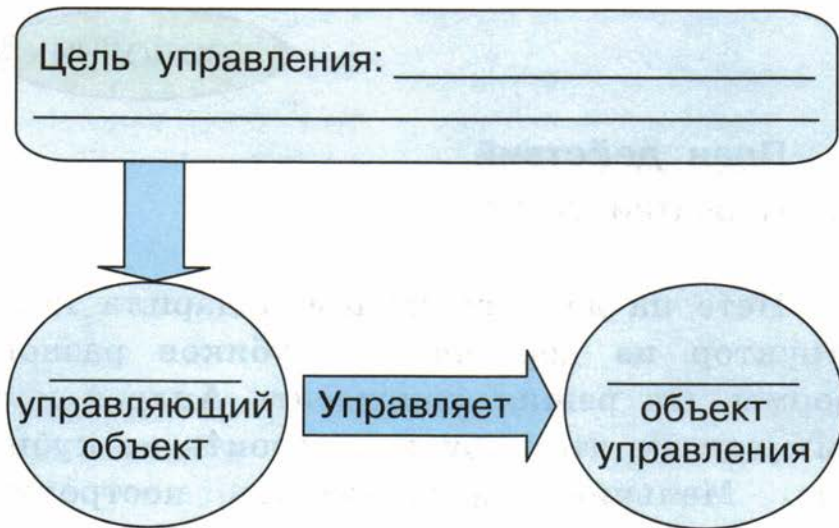 Цель управления:
управляющий
объект
Управляет
объект
управления